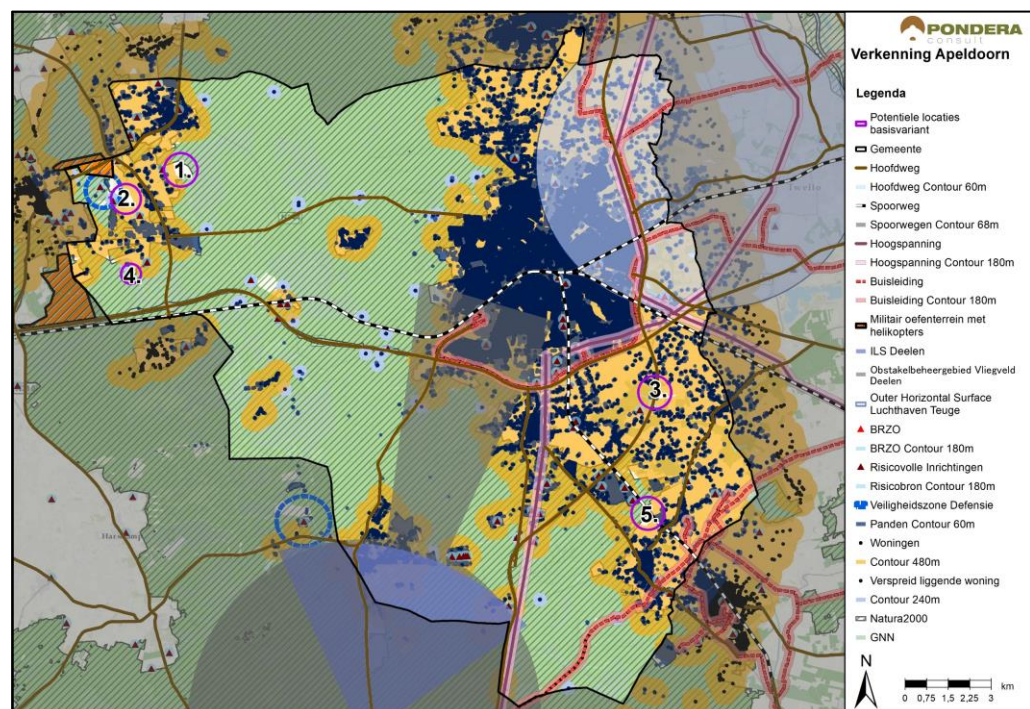 PONDERA
consult
Verkenning Apeldoorn
Legenda
Potentiele locaties
basisvariant
Gemeente
Hoofdweg
Hoofdweg Contour 60m
Spoorweg
Spoorwegen Contour 68m
Hoogspanning
Hoogspanning Contour 180m
Buisleiding
Buisleiding Contour 180m
Militair oefenterrein met
helikopters
ILS Deelen
Obstakelbeheergebied Vliegveld
Deelen
Outer Horizontal Surface
Luchthaven Teuge
BRZO
BRZO Contour 180m
Risicovolle Inrichtingen
Risicobron Contour 180m
Veiligheidszone Defensie
Panden Contour 60m
Woningen
Contour 480m
Verspreid liggende woning
Contour 240m
Natura2000
GNN
N
km
0 0,75 1,5 2,25 3
1.
2.
4.
3.
5.
Twello
Harskamp